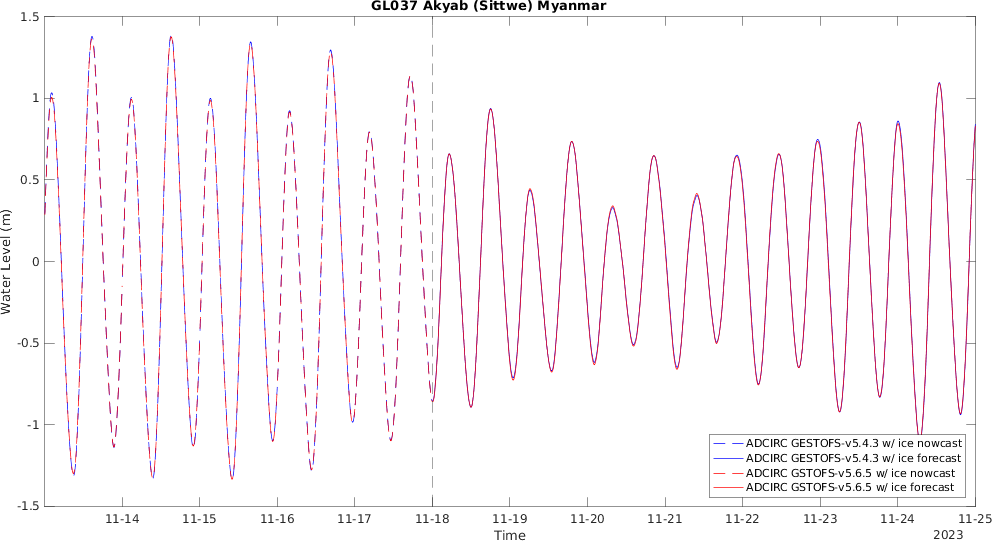 GL037 Akyab (Sittwe) Myanmar
1.5
1
0.5
0
-0.5
-1
-1.5
Water Level (m)
ADCIRC GESTOFS-v5.4.3 w/ ice nowcast
ADCIRC GESTOFS-v5.4.3 w/ ice forecast
ADCIRC GSTOFS-v5.6.5 w/ ice nowcast
ADCIRC GSTOFS-v5.6.5 w/ ice forecast
11-14 11-15 11-16 11-17 11-18 11-19 11-20 11-21 11-22 11-23 11-24 11-25
Time
2023